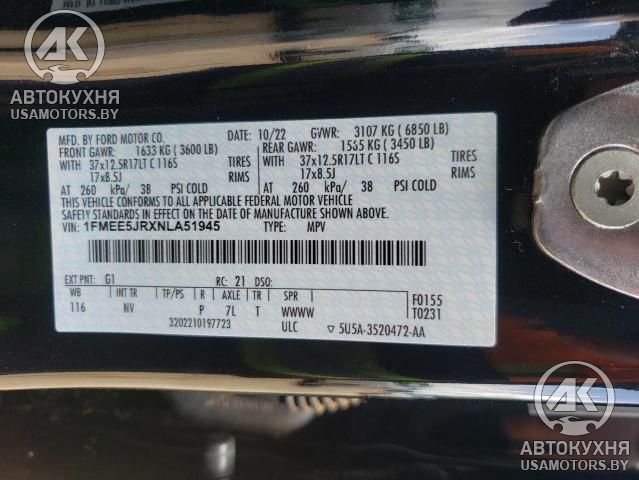 AK
АВТОКУХНЯ
USAMOTORS.BY
MFD. BY FORD MOTOR CO. DATE: 10/22 GVWR: 3107 KG ( 6850 LB)
FRONT GAWR: 1633 KG ( 3600 LB) REAR GAWR: 1565 KG ( 3450 LB)
WITH 37x12.5R17LT C 116S TIRES WITH 37x12.5R17LT C 116S TIRES
17x8.5J RIMS 17x8.5J RIMS
AT 260 kPa/ 38 PSI COLD AT 260 kPa/ 38 PSI COLD
THIS VEHICLE CONFORMS TO ALL APPLICABLE FEDERAL MOTOR VEHICLE
SAFETY STANDARDS IN EFFECT ON THE DATE OF MANUFACTURE SHOWN ABOVE.
VIN: 1FMEE5JRXNLA51945 TYPE: MPV
EXT PNT: G1 RC: 21 DSO:
WB INT TR TP/PS R AXLE TR SPR F0155
116 NV P 7L T WWWW T0231
3202210197723 ULC ▽ 5U5A-3520472-AA
AK
АВТОКУХНЯ
USAMOTORS.BY